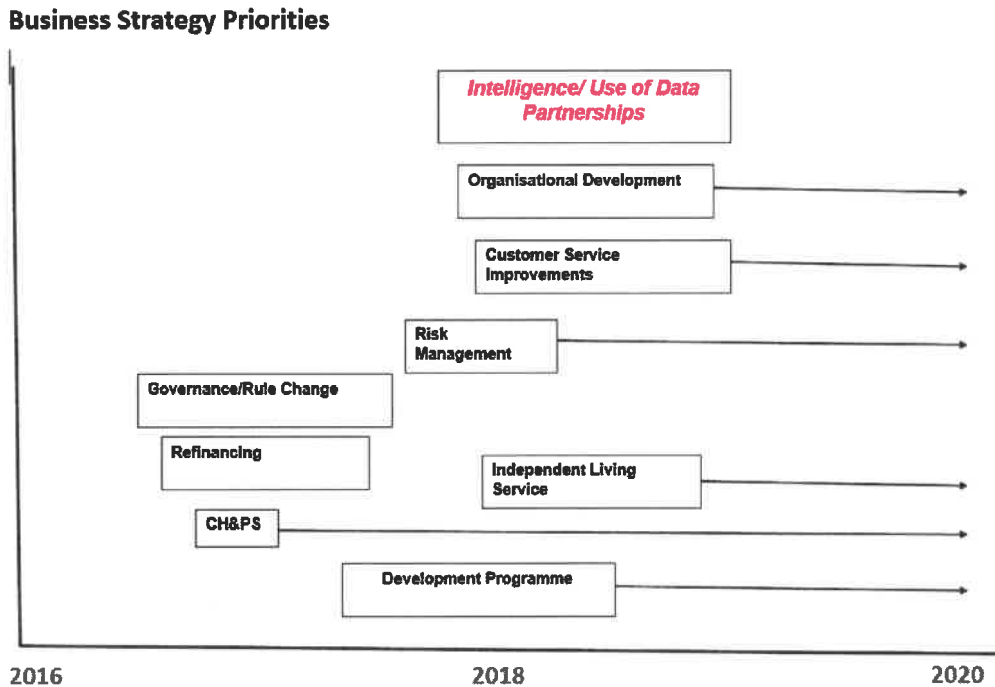 Business Strategy Priorities
Intelligence/ Use of Data
Partnerships
Organisational Development
Customer Service
Improvements
Risk
Management
Governance/Rule Change
Refinancing
Independent Living
Service
CH&PS
Development Programme
2016
2018
2020